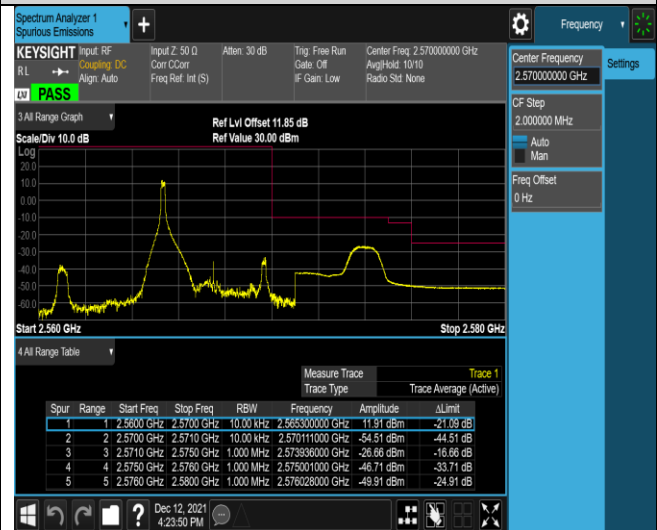 Spectrum Analyzer 1
Spurious Emissions
Frequency
KEYSIGHT Input: RF Input Z: 50 Ω Atten: 30 dB Trig: Free Run Center Freq: 2.570000000 GHz
RL Coupling: DC Corr CCorr Gate: Off Avg|Hold: 10/10
Align: Auto Freq Ref: Int (S) IF Gain: Low Radio Std: None
LXI PASS
Center Frequency
2.570000000 GHz
Settings
CF Step
2.000000 MHz
Auto
Man
Freq Offset
0 Hz
3 All Range Graph
Ref Lvl Offset 11.85 dB
Scale/Div 10.0 dB Ref Value 30.00 dBm
Log
20.0
10.0
0.00
-10.0
-20.0
-30.0
-40.0
-50.0
-60.0
Start 2.560 GHz Stop 2.580 GHz
4 All Range Table
Measure Trace Trace 1
Trace Type Trace Average (Active)
Spur Range Start Freq Stop Freq RBW Frequency Amplitude ΔLimit
1 1 2.5600 GHz 2.5700 GHz 10.00 kHz 2.565300000 GHz 11.91 dBm -21.09 dB
2 2 2.5700 GHz 2.5710 GHz 10.00 kHz 2.570111000 GHz -54.51 dBm -44.51 dB
3 3 2.5710 GHz 2.5750 GHz 1.000 MHz 2.573936000 GHz -26.66 dBm -16.66 dB
4 4 2.5750 GHz 2.5760 GHz 1.000 MHz 2.575001000 GHz -46.71 dBm -33.71 dB
5 5 2.5760 GHz 2.5800 GHz 1.000 MHz 2.576028000 GHz -49.91 dBm -24.91 dB
Dec 12, 2021
4:23:50 PM